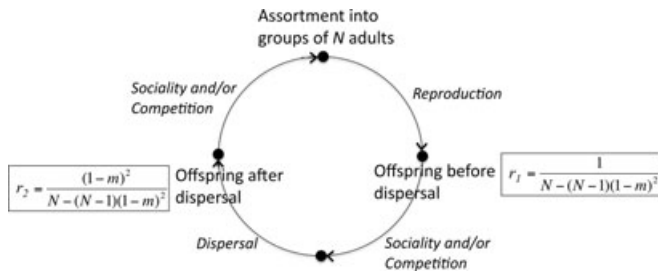 Assortment into
groups of N adults
Sociality and/or
Competition
Reproduction
r₂ = (1−m)² / N−(N−1)(1−m)²
Offspring after
dispersal
Offspring before
dispersal
r₁ = 1 / N−(N−1)(1−m)²
Dispersal
Sociality and/or
Competition